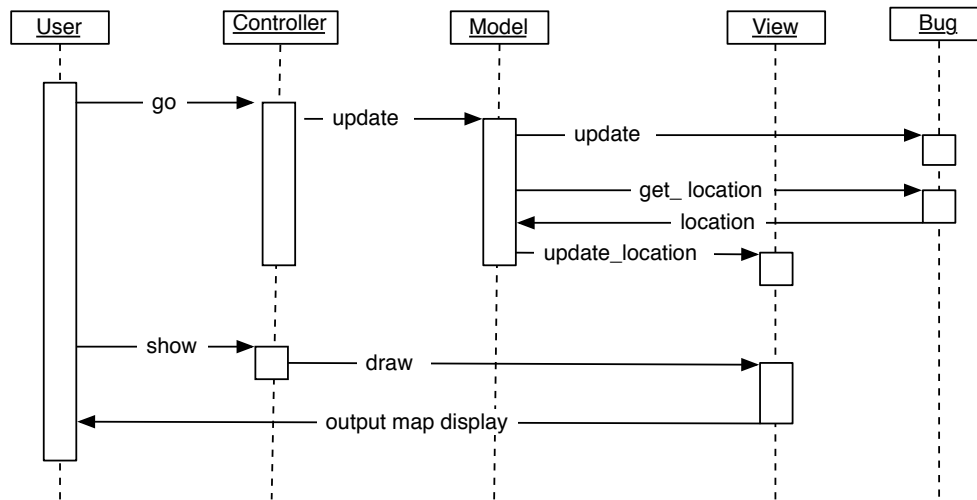 User
Controller
Model
View
Bug
go
update
update
get_ location
location
update_location
show
draw
output map display